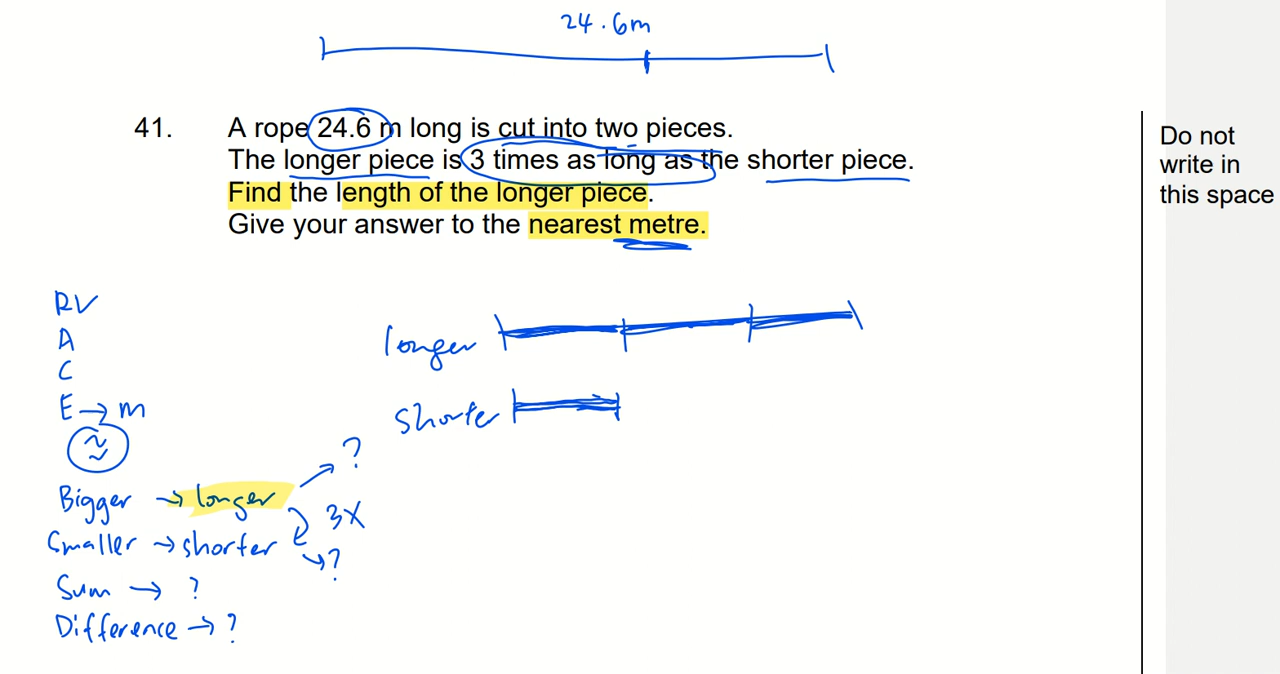 24.6m
41. A rope 24.6 m long is cut into two pieces.
The longer piece is 3 times as long as the shorter piece.
Find the length of the longer piece.
Give your answer to the nearest metre.
Do not
write in
this space
RV
A
C
E → m
≈
Bigger → longer
Smaller → shorter
Sum → ?
Difference → ?
?
3X
?
longer
shorter